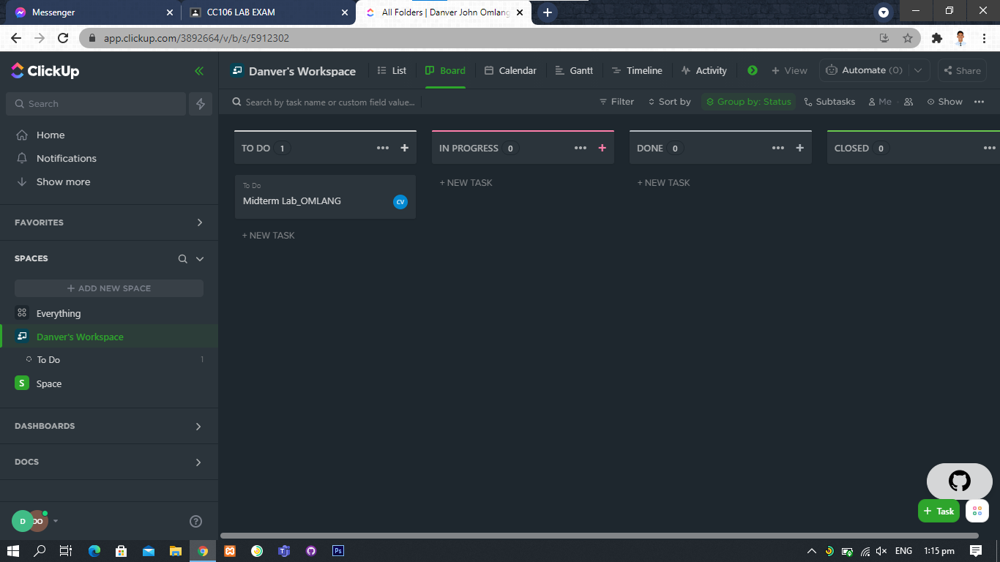 Messenger
CC106 LAB EXAM
All Folders | Danver John Omlang
app.clickup.com/3892664/v/b/s/5912302
ClickUp
Danver's Workspace
List
Board
Calendar
Gantt
Timeline
Activity
+ View
Automate (0)
Share
Search
Search by task name or custom field value...
Filter
Sort by
Group by: Status
Subtasks
Me
Show
Home
Notifications
Show more
TO DO 1
IN PROGRESS 0
DONE 0
CLOSED 0
To Do
Midterm Lab_OMLANG
CV
+ NEW TASK
+ NEW TASK
+ NEW TASK
FAVORITES
SPACES
+ ADD NEW SPACE
Everything
Danver's Workspace
To Do 1
S Space
DASHBOARDS
DOCS
D
DO
+ Task
Ps
ENG
1:15 pm